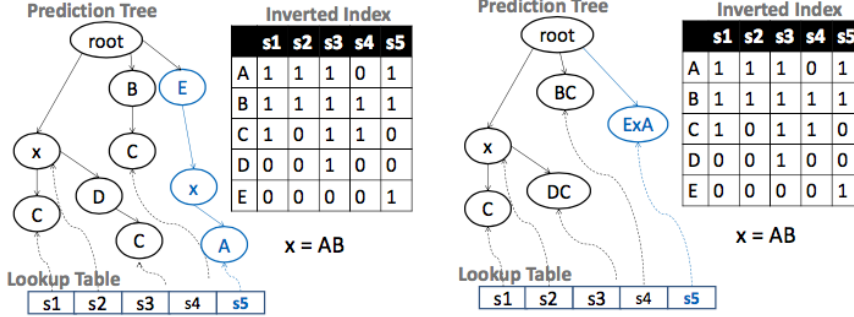 Prediction Tree
Inverted Index
root
s1 s2 s3 s4 s5
A 1 1 1 0 1
B 1 1 1 1 1
C 1 0 1 1 0
D 0 0 1 0 0
E 0 0 0 0 1
B
E
C
x
x
D
C
C
A
x = AB
Lookup Table
s1 s2 s3 s4 s5
Prediction Tree
Inverted Index
root
s1 s2 s3 s4 s5
A 1 1 1 0 1
B 1 1 1 1 1
C 1 0 1 1 0
D 0 0 1 0 0
E 0 0 0 0 1
BC
ExA
x
DC
C
x = AB
Lookup Table
s1 s2 s3 s4 s5